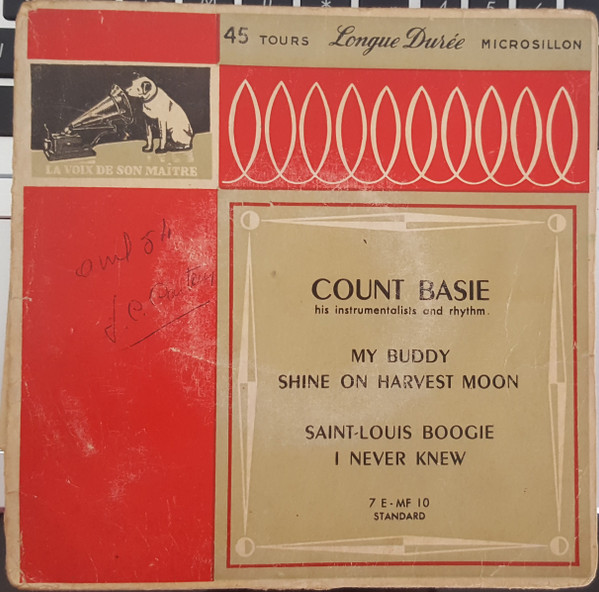 45 TOURS Longue Durée MICROSILLON
LA VOIX DE SON MAÎTRE
COUNT BASIE
his instrumentalists and rhythm.
MY BUDDY
SHINE ON HARVEST MOON
SAINT-LOUIS BOOGIE
I NEVER KNEW
7 E-MF 10
STANDARD